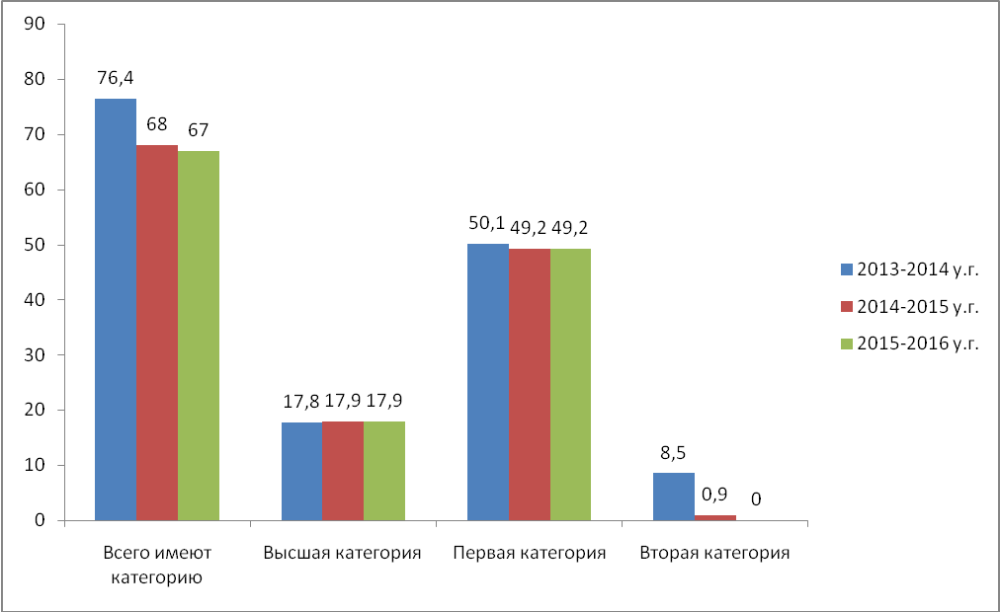 90
80
70
60
50
40
30
20
10
0
76,4
68
67
17,8
17,9
17,9
50,1
49,2
49,2
8,5
0,9
0
Всего имеют
категорию
Высшая категория
Первая категория
Вторая категория
2013-2014 у.г.
2014-2015 у.г.
2015-2016 у.г.